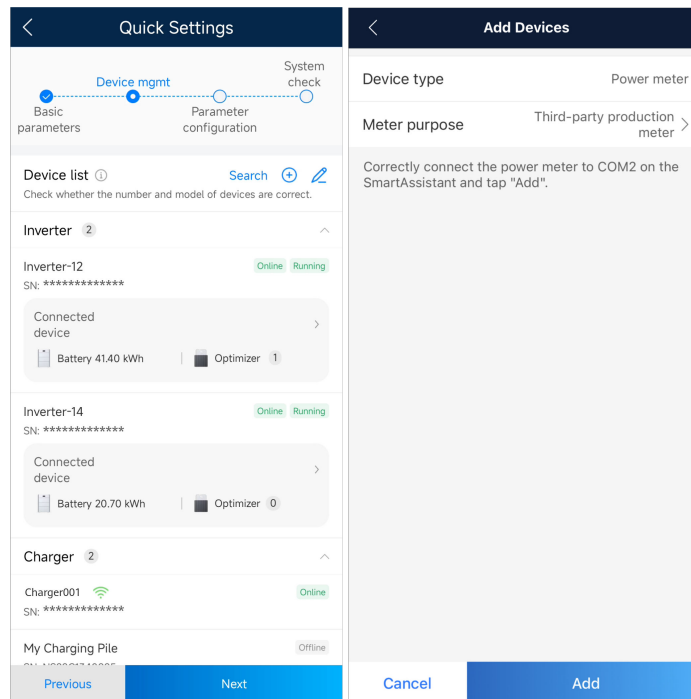 Quick Settings
System
Device mgmt
check
Basic
Parameter
parameters
configuration
Device list
Search
Check whether the number and model of devices are correct.
Inverter 2
Inverter-12
Online Running
SN: *************
Connected
device
Battery 41.40 kWh
Optimizer 1
Inverter-14
Online Running
SN: *************
Connected
device
Battery 20.70 kWh
Optimizer 0
Charger 2
Charger001
Online
SN: *************
My Charging Pile
Offline
Previous
Next
Add Devices
Device type
Power meter
Meter purpose
Third-party production
meter
Correctly connect the power meter to COM2 on the
SmartAssistant and tap "Add".
Cancel
Add